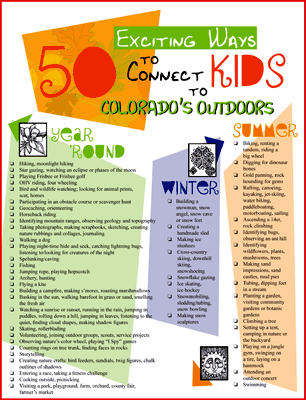 50 Exciting Ways
to Connect KIDS
to
COLORADO'S OUTDOORS
YEAR 'ROUND
❑ Hiking, moonlight hiking
❑ Star gazing, watching an eclipse or phases of the moon
❑ Playing Frisbee or Frisbee golf
❑ OHV riding, four wheeling
❑ Bird and wildlife watching; looking for animal prints,
scat, homes
❑ Participating in an obstacle course or scavenger hunt
❑ Geocaching, orienteering
❑ Horseback riding
❑ Identifying mountain ranges, observing geology and topography
❑ Taking photographs, making scrapbooks, sketching, creating
nature rubbings and collages, journaling
❑ Walking a dog
❑ Playing night-time hide and seek, catching lightning bugs,
listening to/looking for creatures of the night
❑ Spelunking/caving
❑ Fishing
❑ Jumping rope, playing hopscotch
❑ Archery, hunting
❑ Flying a kite
❑ Building a campfire, making s'mores, roasting marshmallows
❑ Basking in the sun, walking barefoot in grass or sand, smelling
the fresh air
❑ Watching a sunrise or sunset, running in the rain, jumping in
puddles, rolling down a hill, jumping in leaves, listening to the
quiet, finding cloud shapes, making shadow figures
❑ Skating, rollerblading
❑ Volunteering, joining outdoor groups, scouts, service projects
❑ Observing nature's color wheel, playing "I Spy" games
❑ Counting rings on tree trunk, finding faces in rocks
❑ Storytelling
❑ Creating nature crafts: bird feeders, sundials, twig figures, chalk
outlines of shadows
❑ Entering a race, taking a fitness challenge
❑ Cooking outside, picnicking
❑ Visiting a park, playground, farm, orchard, county fair,
farmer's market
WINTER
❑ Building a
snowman, snow
angel, snow cave
or snow fort
❑ Creating a
handmade sled
❑ Making ice
sculptures
❑ Cross-country
skiing, downhill
skiing,
snowshoeing
❑ Snowflake gazing
❑ Ice skating,
ice hockey
❑ Snowmobiling,
sledding/tubing,
snow bowling
❑ Making snow
sculptures
SUMMER
❑ Biking, renting a
tandem, riding a
big wheel
❑ Digging for
dinosaur bones
❑ Gold panning, rock
hounding for gems
❑ Rafting, canoeing,
kayaking, jet-skiing,
water biking,
paddleboating,
motorboating, sailing
❑ Ascending a 14er,
rock climbing
❑ Identifying bugs,
observing an ant hill
❑ Identifying
wildflowers,
plants,
mushrooms, trees
❑ Making sand
impressions, sand
castles, mud pies
❑ Tubing, dipping feet
in a stream
❑ Planting a garden,
visiting community
gardens or botanic
gardens
❑ Climbing a tree
❑ Setting up a tent,
camping in nature or
the backyard
❑ Playing on a jungle
gym, swinging on
a tire, laying on a
hammock
❑ Attending an
outdoor concert
❑ Swimming